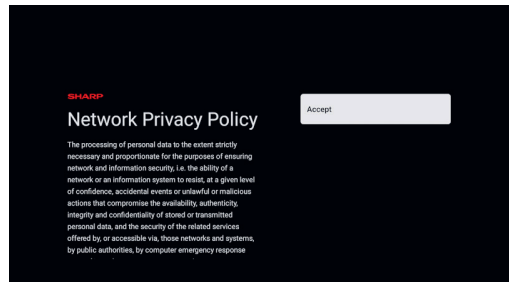 SHARP
Network Privacy Policy
The processing of personal data to the extent strictly
necessary and proportionate for the purposes of ensuring
network and information security, i.e. the ability of a
network or an information system to resist, at a given level
of confidence, accidental events or unlawful or malicious
actions that compromise the availability, authenticity,
integrity and confidentiality of stored or transmitted
personal data, and the security of the related services
offered by, or accessible via, those networks and systems,
by public authorities, by computer emergency response
Accept